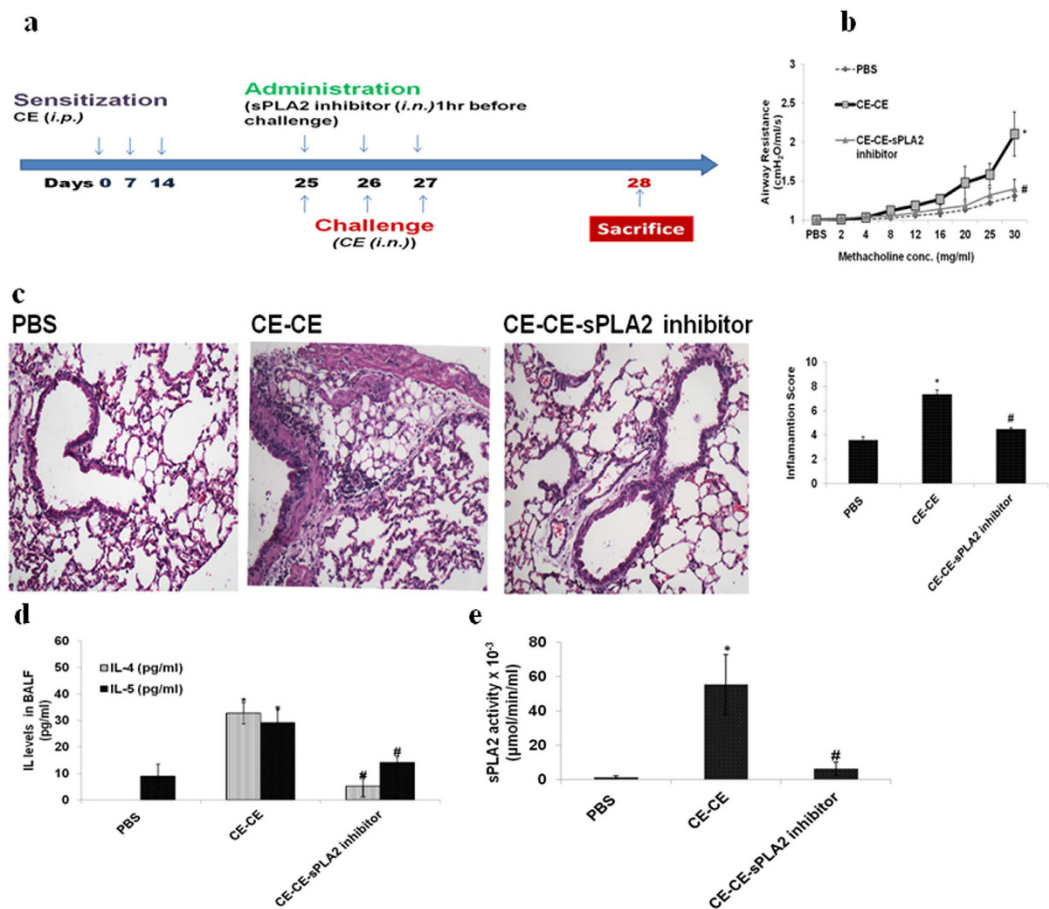 a
Sensitization
CE (i.p.)
Administration
(sPLA2 inhibitor (i.n.)1hr before
challenge)
Days 0 7 14 25 26 27 28
Challenge
(CE (i.n.))
Sacrifice
b
Airway Resistance
(cmH₂O/ml/s)
3
2.5
2
1.5
1
PBS
CE-CE
CE-CE-sPLA2
inhibitor
*
#
PBS 2 4 8 12 16 20 25 30
Methacholine conc. (mg/ml)
c
PBS
CE-CE
CE-CE-sPLA2 inhibitor
Inflamamtion Score
10
8
6
4
2
0
*
#
PBS
CE-CE
CE-CE-sPLA2 inhibitor
d
IL levels in BALF
(pg/ml)
60
50
40
30
20
10
0
IL-4 (pg/ml)
IL-5 (pg/ml)
*
*
#
#
PBS
CE-CE
CE-CE-sPLA2 inhibitor
e
sPLA2 activity x 10⁻³
(µmol/min/ml)
80
60
40
20
0
*
#
PBS
CE-CE
CE-CE-sPLA2 inhibitor